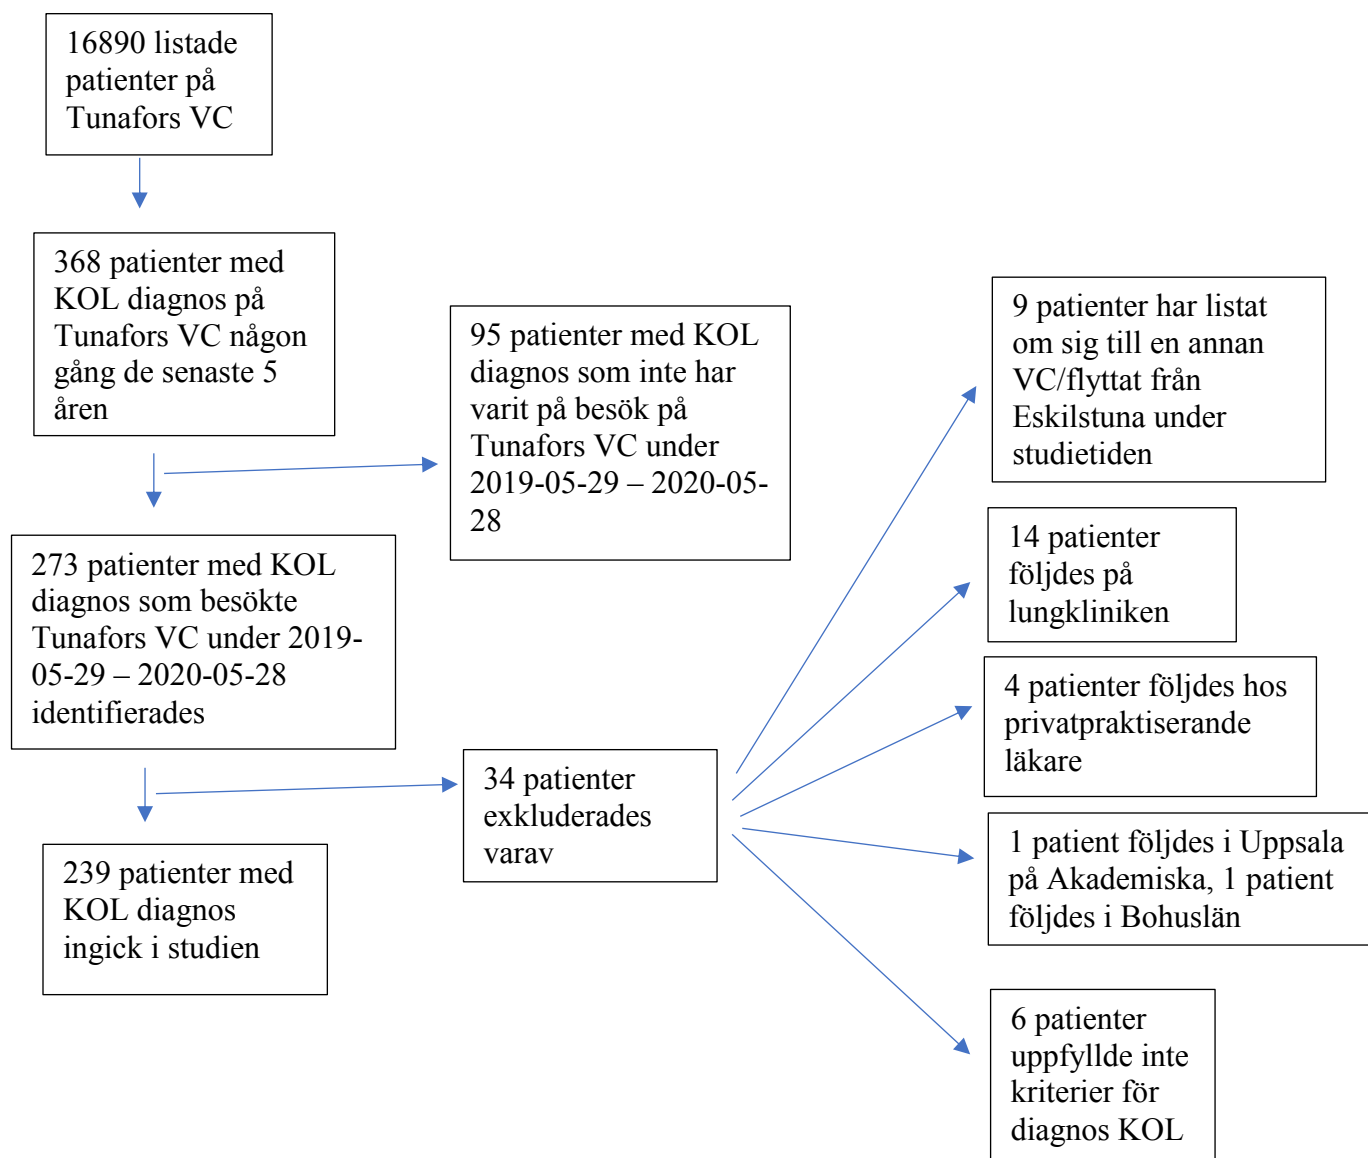 16890 listade
patienter på
Tunafors VC
368 patienter med
KOL diagnos på
Tunafors VC någon
gång de senaste 5
åren
95 patienter med KOL
diagnos som inte har
varit på besök på
Tunafors VC under
2019-05-29 – 2020-05-
28
273 patienter med KOL
diagnos som besökte
Tunafors VC under 2019-
05-29 – 2020-05-28
identifierades
34 patienter
exkluderades
varav
239 patienter med
KOL diagnos
ingick i studien
9 patienter har listat
om sig till en annan
VC/flyttat från
Eskilstuna under
studietiden
14 patienter
följdes på
lungkliniken
4 patienter följdes hos
privatpraktiserande
läkare
1 patient följdes i Uppsala
på Akademiska, 1 patient
följdes i Bohuslän
6 patienter
uppfyllde inte
kriterier för
diagnos KOL